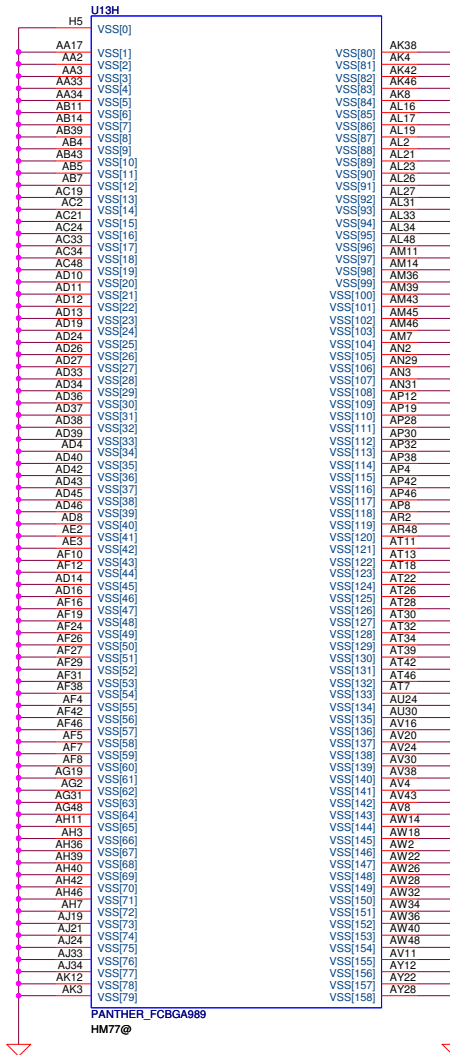 U13H
H5 VSS[0]
AA17 VSS[1] VSS[80] AK38
AA2 VSS[2] VSS[81] AK4
AA3 VSS[3] VSS[82] AK42
AA33 VSS[4] VSS[83] AK46
AA34 VSS[5] VSS[84] AK8
AB11 VSS[6] VSS[85] AL16
AB14 VSS[7] VSS[86] AL17
AB39 VSS[8] VSS[87] AL19
AB4 VSS[9] VSS[88] AL2
AB43 VSS[10] VSS[89] AL21
AB5 VSS[11] VSS[90] AL23
AB7 VSS[12] VSS[91] AL26
AC19 VSS[13] VSS[92] AL27
AC2 VSS[14] VSS[93] AL31
AC21 VSS[15] VSS[94] AL33
AC24 VSS[16] VSS[95] AL34
AC33 VSS[17] VSS[96] AL48
AC34 VSS[18] VSS[97] AM11
AC48 VSS[19] VSS[98] AM14
AD10 VSS[20] VSS[99] AM36
AD11 VSS[21] VSS[100] AM39
AD12 VSS[22] VSS[101] AM43
AD13 VSS[23] VSS[102] AM45
AD19 VSS[24] VSS[103] AM46
AD24 VSS[25] VSS[104] AM7
AD26 VSS[26] VSS[105] AN2
AD27 VSS[27] VSS[106] AN29
AD33 VSS[28] VSS[107] AN3
AD34 VSS[29] VSS[108] AN31
AD36 VSS[30] VSS[109] AP12
AD37 VSS[31] VSS[110] AP19
AD38 VSS[32] VSS[111] AP28
AD39 VSS[33] VSS[112] AP30
AD4 VSS[34] VSS[113] AP32
AD40 VSS[35] VSS[114] AP38
AD42 VSS[36] VSS[115] AP4
AD43 VSS[37] VSS[116] AP42
AD45 VSS[38] VSS[117] AP46
AD46 VSS[39] VSS[118] AP8
AD8 VSS[40] VSS[119] AR2
AE2 VSS[41] VSS[120] AR48
AE3 VSS[42] VSS[121] AT11
AF10 VSS[43] VSS[122] AT13
AF12 VSS[44] VSS[123] AT18
AD14 VSS[45] VSS[124] AT22
AD16 VSS[46] VSS[125] AT26
AF16 VSS[47] VSS[126] AT28
AF19 VSS[48] VSS[127] AT30
AF24 VSS[49] VSS[128] AT32
AF26 VSS[50] VSS[129] AT34
AF27 VSS[51] VSS[130] AT39
AF29 VSS[52] VSS[131] AT42
AF31 VSS[53] VSS[132] AT46
AF38 VSS[54] VSS[133] AT7
AF4 VSS[55] VSS[134] AU24
AF42 VSS[56] VSS[135] AU30
AF46 VSS[57] VSS[136] AV16
AF5 VSS[58] VSS[137] AV20
AF7 VSS[59] VSS[138] AV24
AF8 VSS[60] VSS[139] AV30
AG19 VSS[61] VSS[140] AV38
AG2 VSS[62] VSS[141] AV4
AG31 VSS[63] VSS[142] AV43
AG48 VSS[64] VSS[143] AV8
AH11 VSS[65] VSS[144] AW14
AH3 VSS[66] VSS[145] AW18
AH36 VSS[67] VSS[146] AW2
AH39 VSS[68] VSS[147] AW22
AH40 VSS[69] VSS[148] AW26
AH42 VSS[70] VSS[149] AW28
AH46 VSS[71] VSS[150] AW32
AH7 VSS[72] VSS[151] AW34
AJ19 VSS[73] VSS[152] AW36
AJ21 VSS[74] VSS[153] AW40
AJ24 VSS[75] VSS[154] AW48
AJ33 VSS[76] VSS[155] AV11
AJ34 VSS[77] VSS[156] AY12
AK12 VSS[78] VSS[157] AY22
AK3 VSS[79] VSS[158] AY28
PANTHER_FCBGA989
HM77@